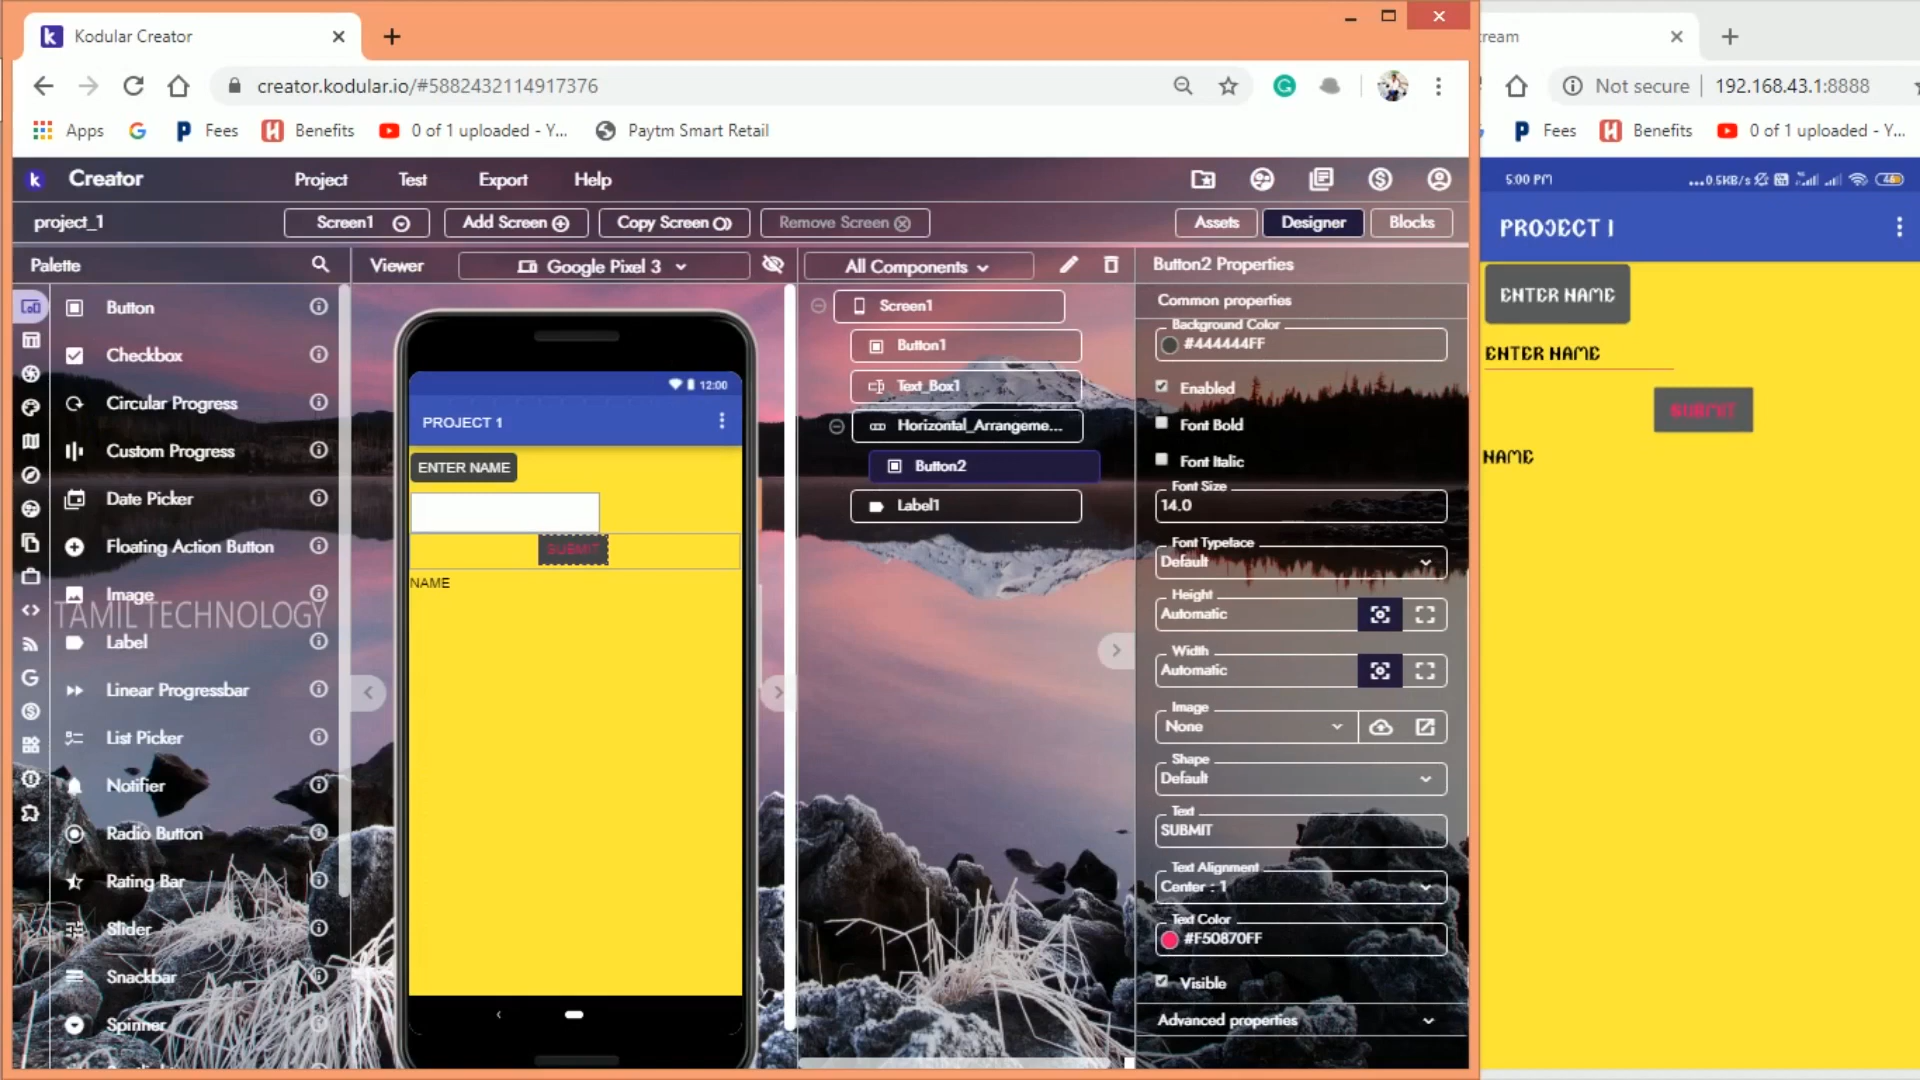 Kodular Creator
ream
creator.kodular.io/#5882432114917376
Not secure 192.168.43.1:8888
Apps Fees Benefits 0 of 1 uploaded - Y... Paytm Smart Retail
Fees Benefits 0 of 1 uploaded - Y...
Creator Project Test Export Help
project_1 Screen1 Add Screen Copy Screen Remove Screen Assets Designer Blocks
Palette
Button
Checkbox
Circular Progress
Custom Progress
Date Picker
Floating Action Button
Image
TAMIL TECHNOLOGY
Label
Linear Progressbar
List Picker
Notifier
Radio Button
Rating Bar
Slider
Snackbar
Spinner
Viewer Google Pixel 3
12:00
PROJECT 1
ENTER NAME
SUBMIT
NAME
All Components
Screen1
Button1
Text_Box1
Horizontal_Arrangeme...
Button2
Label1
Button2 Properties
Common properties
Background Color
#444444FF
Enabled
Font Bold
Font Italic
Font Size
14.0
Font Typeface
Default
Height
Automatic
Width
Automatic
Image
None
Shape
Default
Text
SUBMIT
Text Alignment
Center : 1
Text Color
#F50870FF
Visible
Advanced properties
5:00 PM ...0.5KB/s 46
PROJECT 1
ENTER NAME
ENTER NAME
SUBMIT
NAME